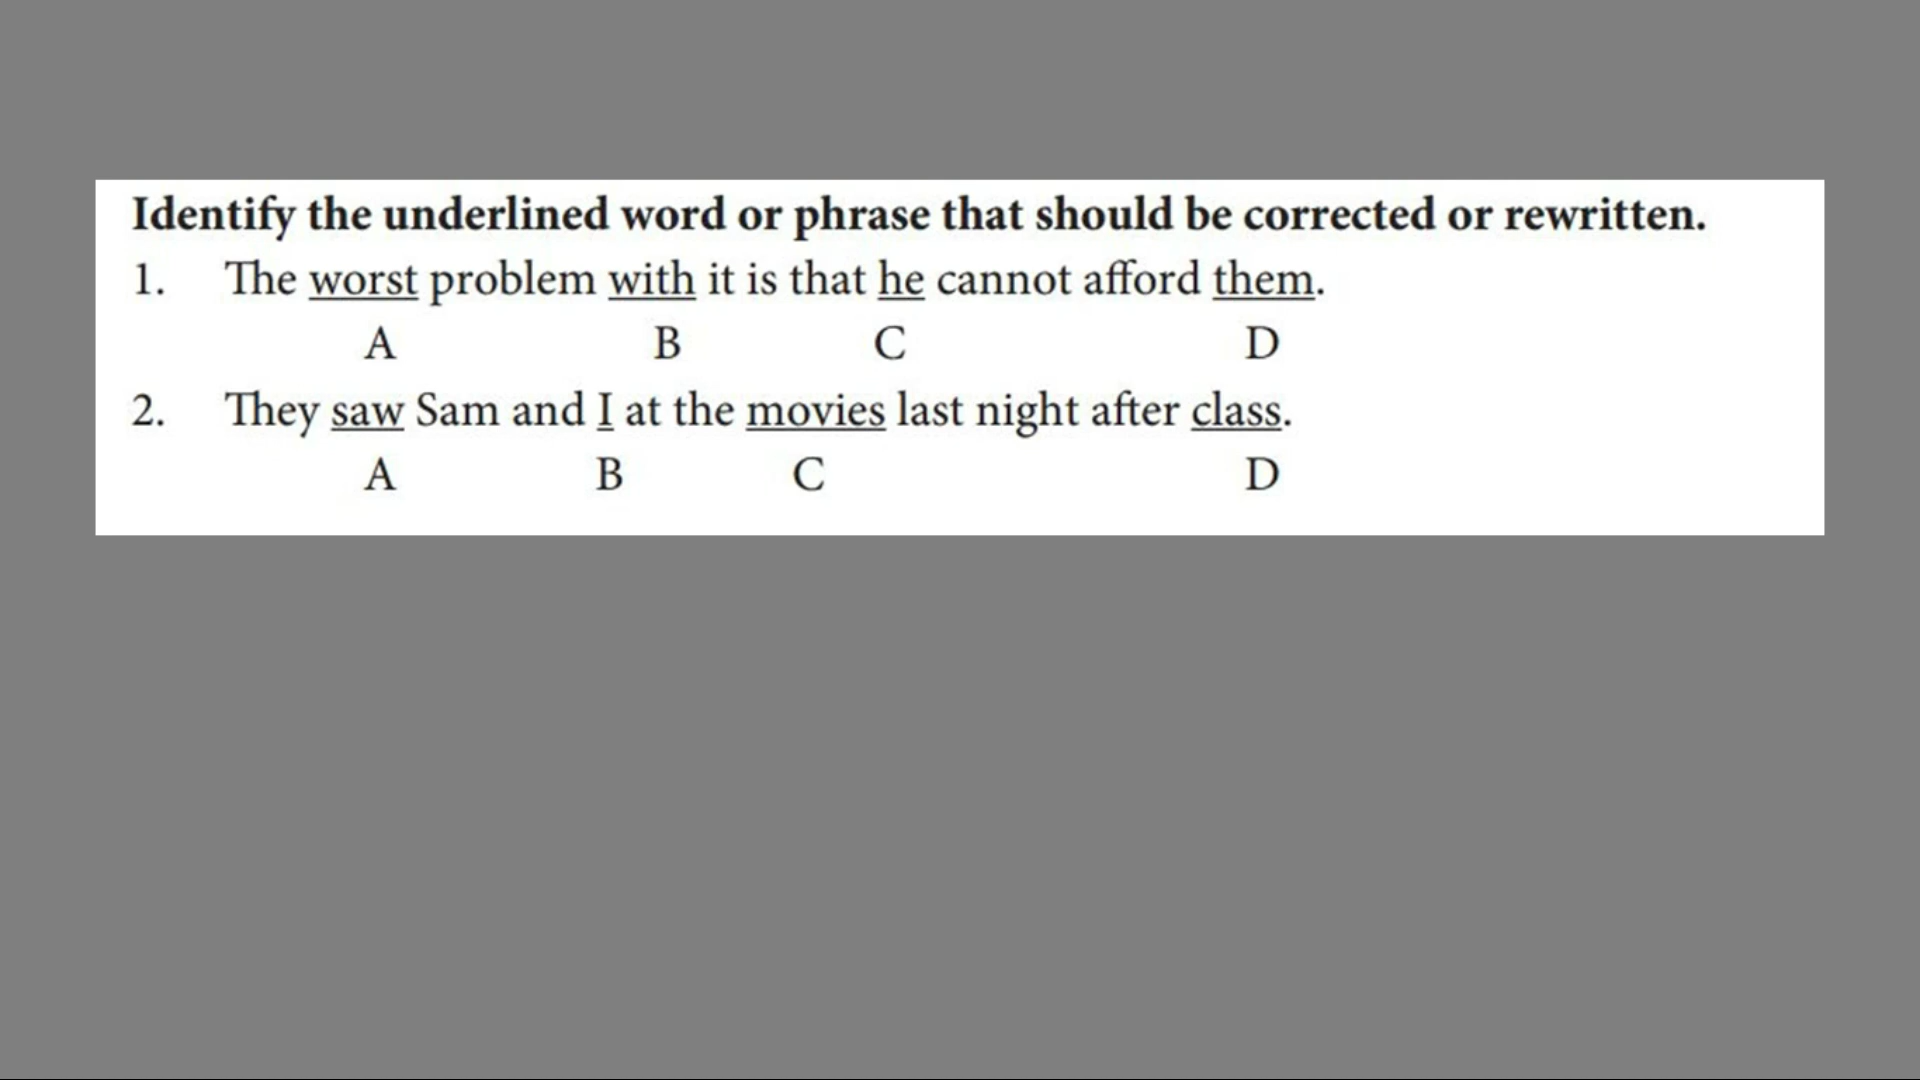 Identify the underlined word or phrase that should be corrected or rewritten.
1. The worst problem with it is that he cannot afford them.
A B C D
2. They saw Sam and I at the movies last night after class.
A B C D